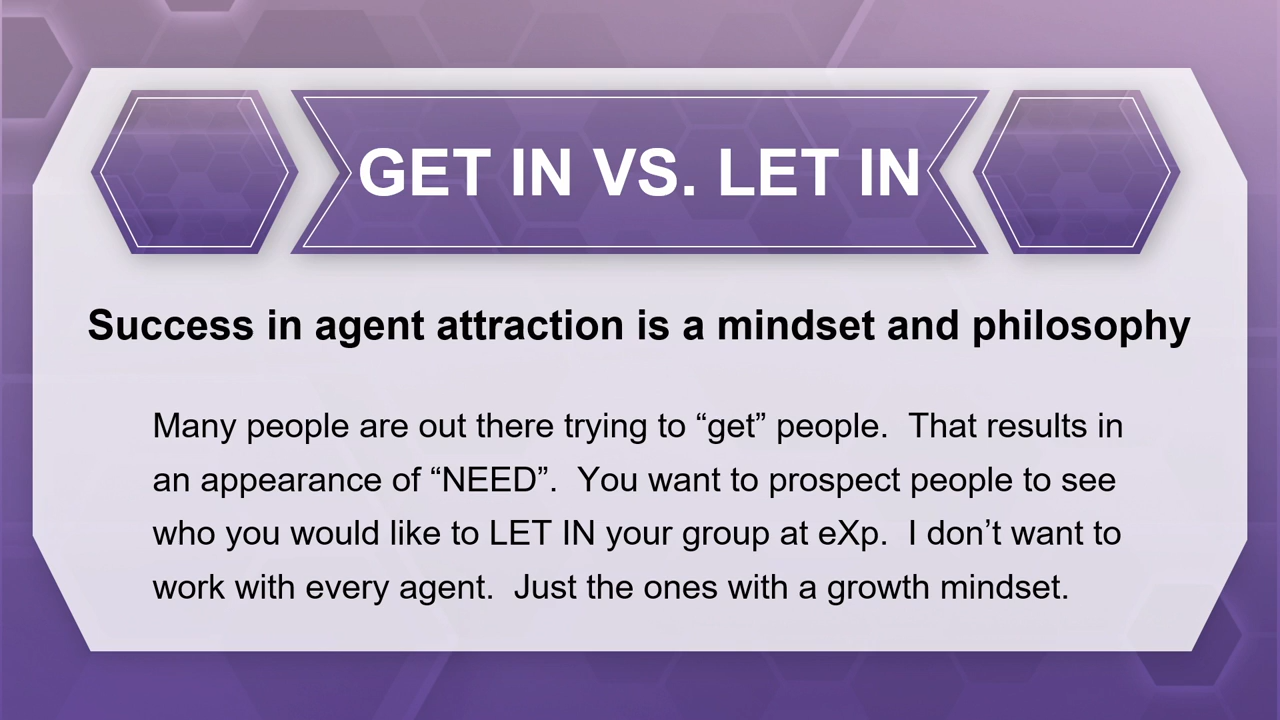 GET IN VS. LET IN
Success in agent attraction is a mindset and philosophy
Many people are out there trying to “get” people.  That results in
an appearance of “NEED”.  You want to prospect people to see
who you would like to LET IN your group at eXp.  I don’t want to
work with every agent.  Just the ones with a growth mindset.